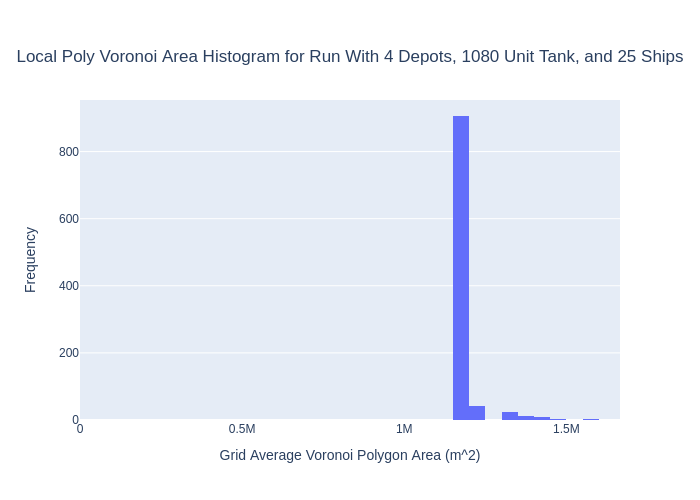 Local Poly Voronoi Area Histogram for Run With 4 Depots, 1080 Unit Tank, and 25 Ships
Frequency
800
600
400
200
0
0 0.5M 1M 1.5M
Grid Average Voronoi Polygon Area (m^2)